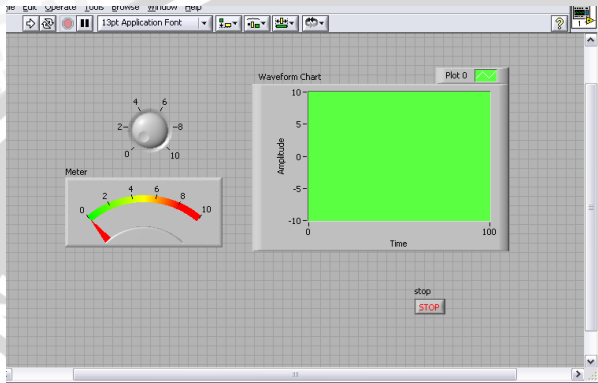 Edit Operate Tools Browse Window Help
13pt Application Font
?
1
Waveform Chart
Plot 0
4 6
2 8
0 10
Meter
0 2 4 6 8 10
10
5
0
-5
-10
Amplitude
0 100
Time
stop
STOP